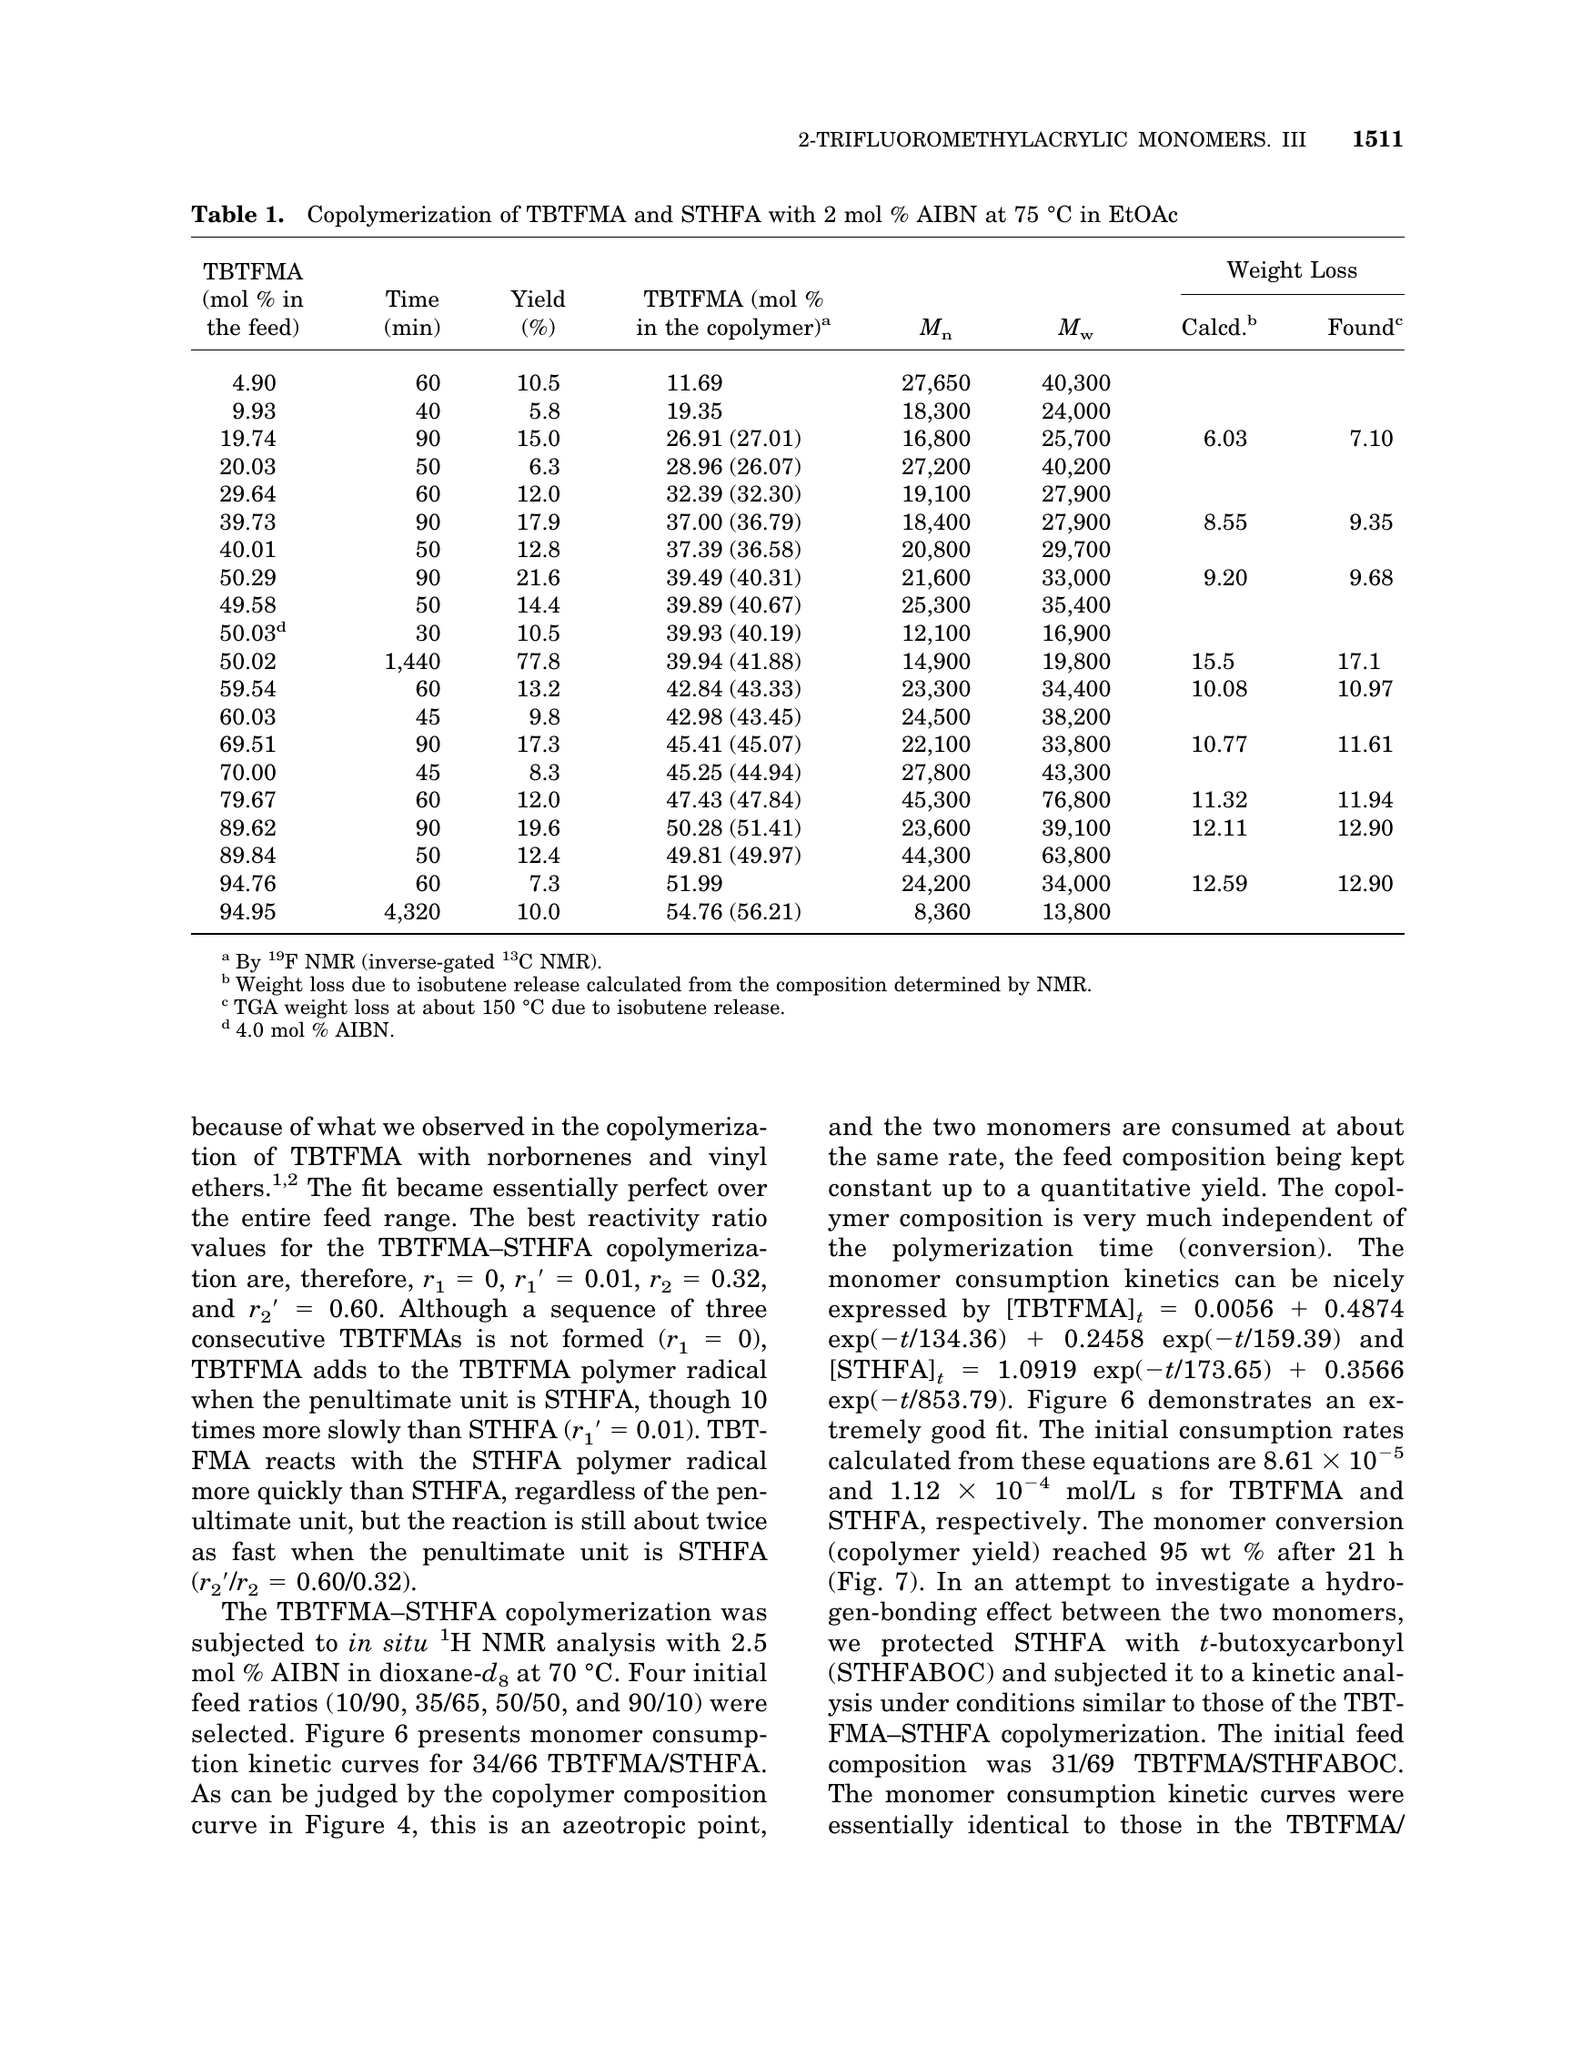 2-TRIFLUOROMETHYLACRYLIC MONOMERS. III 1511
Table 1. Copolymerization of TBTFMA and STHFA with 2 mol % AIBN at 75 °C in EtOAc
Weight Loss
TBTFMA
(mol % in
the feed)
Time
(min)
Yield
(%)
TBTFMA (mol %
in the copolymer)ᵃ
Mₙ
M_w
Calcd.ᵇ
Foundᶜ
4.90 60 10.5 11.69 27,650 40,300
9.93 40 5.8 19.35 18,300 24,000
19.74 90 15.0 26.91 (27.01) 16,800 25,700 6.03 7.10
20.03 50 6.3 28.96 (26.07) 27,200 40,200
29.64 60 12.0 32.39 (32.30) 19,100 27,900
39.73 90 17.9 37.00 (36.79) 18,400 27,900 8.55 9.35
40.01 50 12.8 37.39 (36.58) 20,800 29,700
50.29 90 21.6 39.49 (40.31) 21,600 33,000 9.20 9.68
49.58 50 14.4 39.89 (40.67) 25,300 35,400
50.03ᵈ 30 10.5 39.93 (40.19) 12,100 16,900
50.02 1,440 77.8 39.94 (41.88) 14,900 19,800 15.5 17.1
59.54 60 13.2 42.84 (43.33) 23,300 34,400 10.08 10.97
60.03 45 9.8 42.98 (43.45) 24,500 38,200
69.51 90 17.3 45.41 (45.07) 22,100 33,800 10.77 11.61
70.00 45 8.3 45.25 (44.94) 27,800 43,300
79.67 60 12.0 47.43 (47.84) 45,300 76,800 11.32 11.94
89.62 90 19.6 50.28 (51.41) 23,600 39,100 12.11 12.90
89.84 50 12.4 49.81 (49.97) 44,300 63,800
94.76 60 7.3 51.99 24,200 34,000 12.59 12.90
94.95 4,320 10.0 54.76 (56.21) 8,360 13,800
ᵃ By ¹⁹F NMR (inverse-gated ¹³C NMR).
ᵇ Weight loss due to isobutene release calculated from the composition determined by NMR.
ᶜ TGA weight loss at about 150 °C due to isobutene release.
ᵈ 4.0 mol % AIBN.
because of what we observed in the copolymeriza-
tion of TBTFMA with norbornenes and vinyl
ethers.¹,² The fit became essentially perfect over
the entire feed range. The best reactivity ratio
values for the TBTFMA–STHFA copolymeriza-
tion are, therefore, r₁ = 0, r₁′ = 0.01, r₂ = 0.32,
and r₂′ = 0.60. Although a sequence of three
consecutive TBTFMAs is not formed (r₁ = 0),
TBTFMA adds to the TBTFMA polymer radical
when the penultimate unit is STHFA, though 10
times more slowly than STHFA (r₁′ = 0.01). TBT-
FMA reacts with the STHFA polymer radical
more quickly than STHFA, regardless of the pen-
ultimate unit, but the reaction is still about twice
as fast when the penultimate unit is STHFA
(r₂′/r₂ = 0.60/0.32).
The TBTFMA–STHFA copolymerization was
subjected to in situ ¹H NMR analysis with 2.5
mol % AIBN in dioxane-d₈ at 70 °C. Four initial
feed ratios (10/90, 35/65, 50/50, and 90/10) were
selected. Figure 6 presents monomer consump-
tion kinetic curves for 34/66 TBTFMA/STHFA.
As can be judged by the copolymer composition
curve in Figure 4, this is an azeotropic point,
and the two monomers are consumed at about
the same rate, the feed composition being kept
constant up to a quantitative yield. The copol-
ymer composition is very much independent of
the polymerization time (conversion). The
monomer consumption kinetics can be nicely
expressed by [TBTFMA]ₜ = 0.0056 + 0.4874
exp(−t/134.36) + 0.2458 exp(−t/159.39) and
[STHFA]ₜ = 1.0919 exp(−t/173.65) + 0.3566
exp(−t/853.79). Figure 6 demonstrates an ex-
tremely good fit. The initial consumption rates
calculated from these equations are 8.61 × 10⁻⁵
and 1.12 × 10⁻⁴ mol/L s for TBTFMA and
STHFA, respectively. The monomer conversion
(copolymer yield) reached 95 wt % after 21 h
(Fig. 7). In an attempt to investigate a hydro-
gen-bonding effect between the two monomers,
we protected STHFA with t-butoxycarbonyl
(STHFABOC) and subjected it to a kinetic anal-
ysis under conditions similar to those of the TBT-
FMA–STHFA copolymerization. The initial feed
composition was 31/69 TBTFMA/STHFABOC.
The monomer consumption kinetic curves were
essentially identical to those in the TBTFMA/